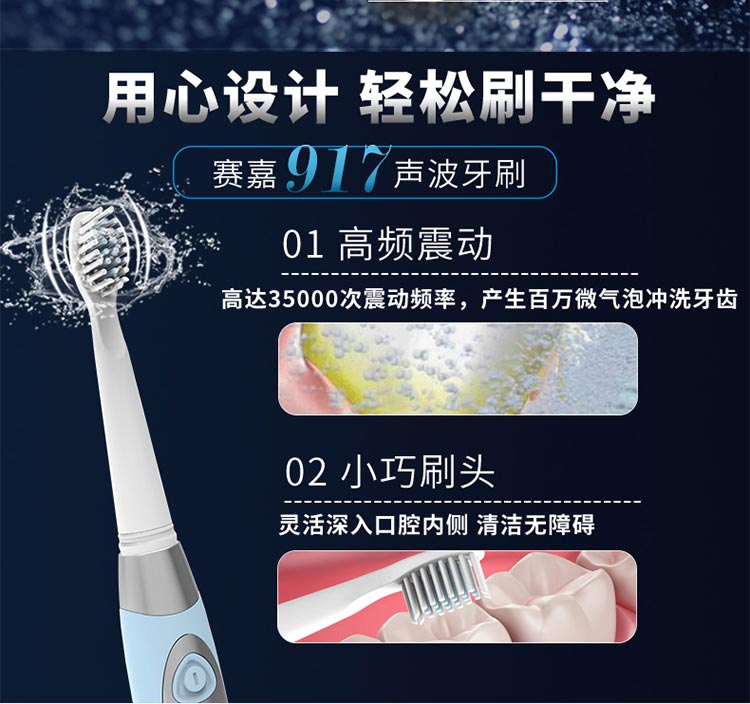 用心设计 轻松刷干净
赛嘉917声波牙刷
01 高频震动
高达35000次震动频率，产生百万微气泡冲洗牙齿
02 小巧刷头
灵活深入口腔内侧 清洁无障碍